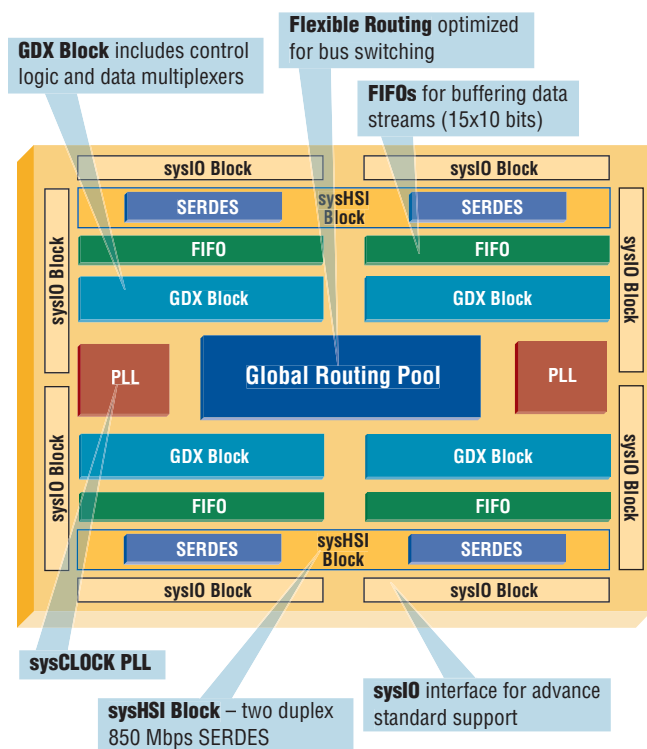 GDX Block includes control
logic and data multiplexers
Flexible Routing optimized
for bus switching
FIFOs for buffering data
streams (15x10 bits)
sysIO Block
sysIO Block
sysIO Block
sysIO Block
SERDES
sysHSI
Block
SERDES
FIFO
FIFO
GDX Block
GDX Block
PLL
Global Routing Pool
PLL
sysIO Block
sysIO Block
GDX Block
GDX Block
FIFO
FIFO
SERDES
sysHSI
Block
SERDES
sysIO Block
sysIO Block
sysCLOCK PLL
sysHSI Block – two duplex
850 Mbps SERDES
sysIO interface for advance
standard support